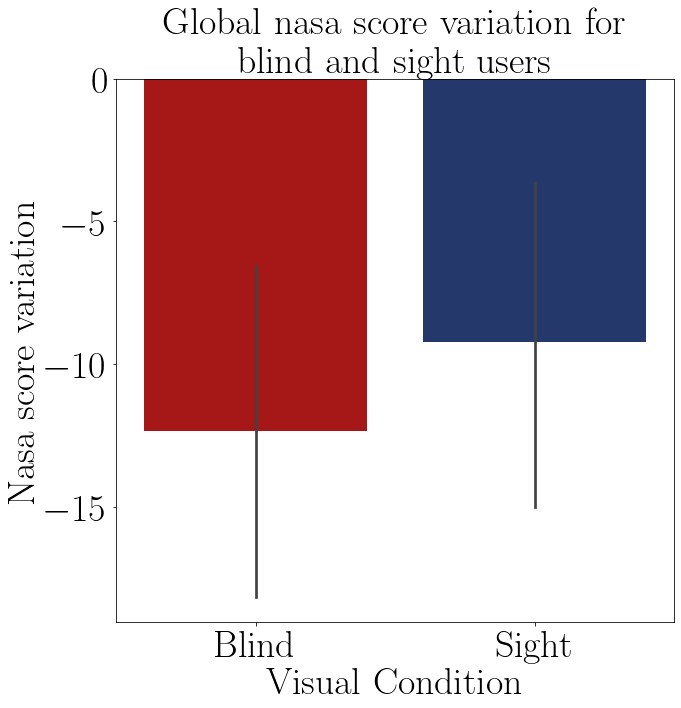 Global nasa score variation for
blind and sight users
0
−5
−10
−15
Nasa score variation
Blind
Sight
Visual Condition